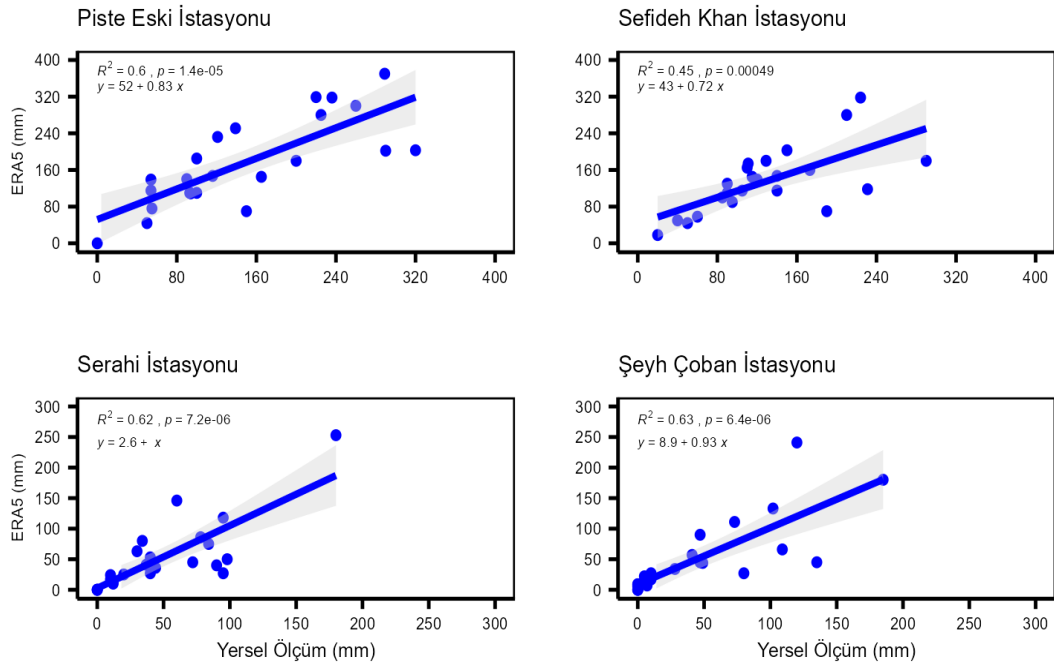 Piste Eski İstasyonu
R² = 0.6 , p = 1.4e-05
y = 52 + 0.83 x
ERA5 (mm)
400
320
240
160
80
0
0 80 160 240 320 400
Sefideh Khan İstasyonu
R² = 0.45 , p = 0.00049
y = 43 + 0.72 x
400
320
240
160
80
0
0 80 160 240 320 400
Serahi İstasyonu
R² = 0.62 , p = 7.2e-06
y = 2.6 + x
ERA5 (mm)
300
250
200
150
100
50
0
0 50 100 150 200 250 300
Yersel Ölçüm (mm)
Şeyh Çoban İstasyonu
R² = 0.63 , p = 6.4e-06
y = 8.9 + 0.93 x
300
250
200
150
100
50
0
0 50 100 150 200 250 300
Yersel Ölçüm (mm)